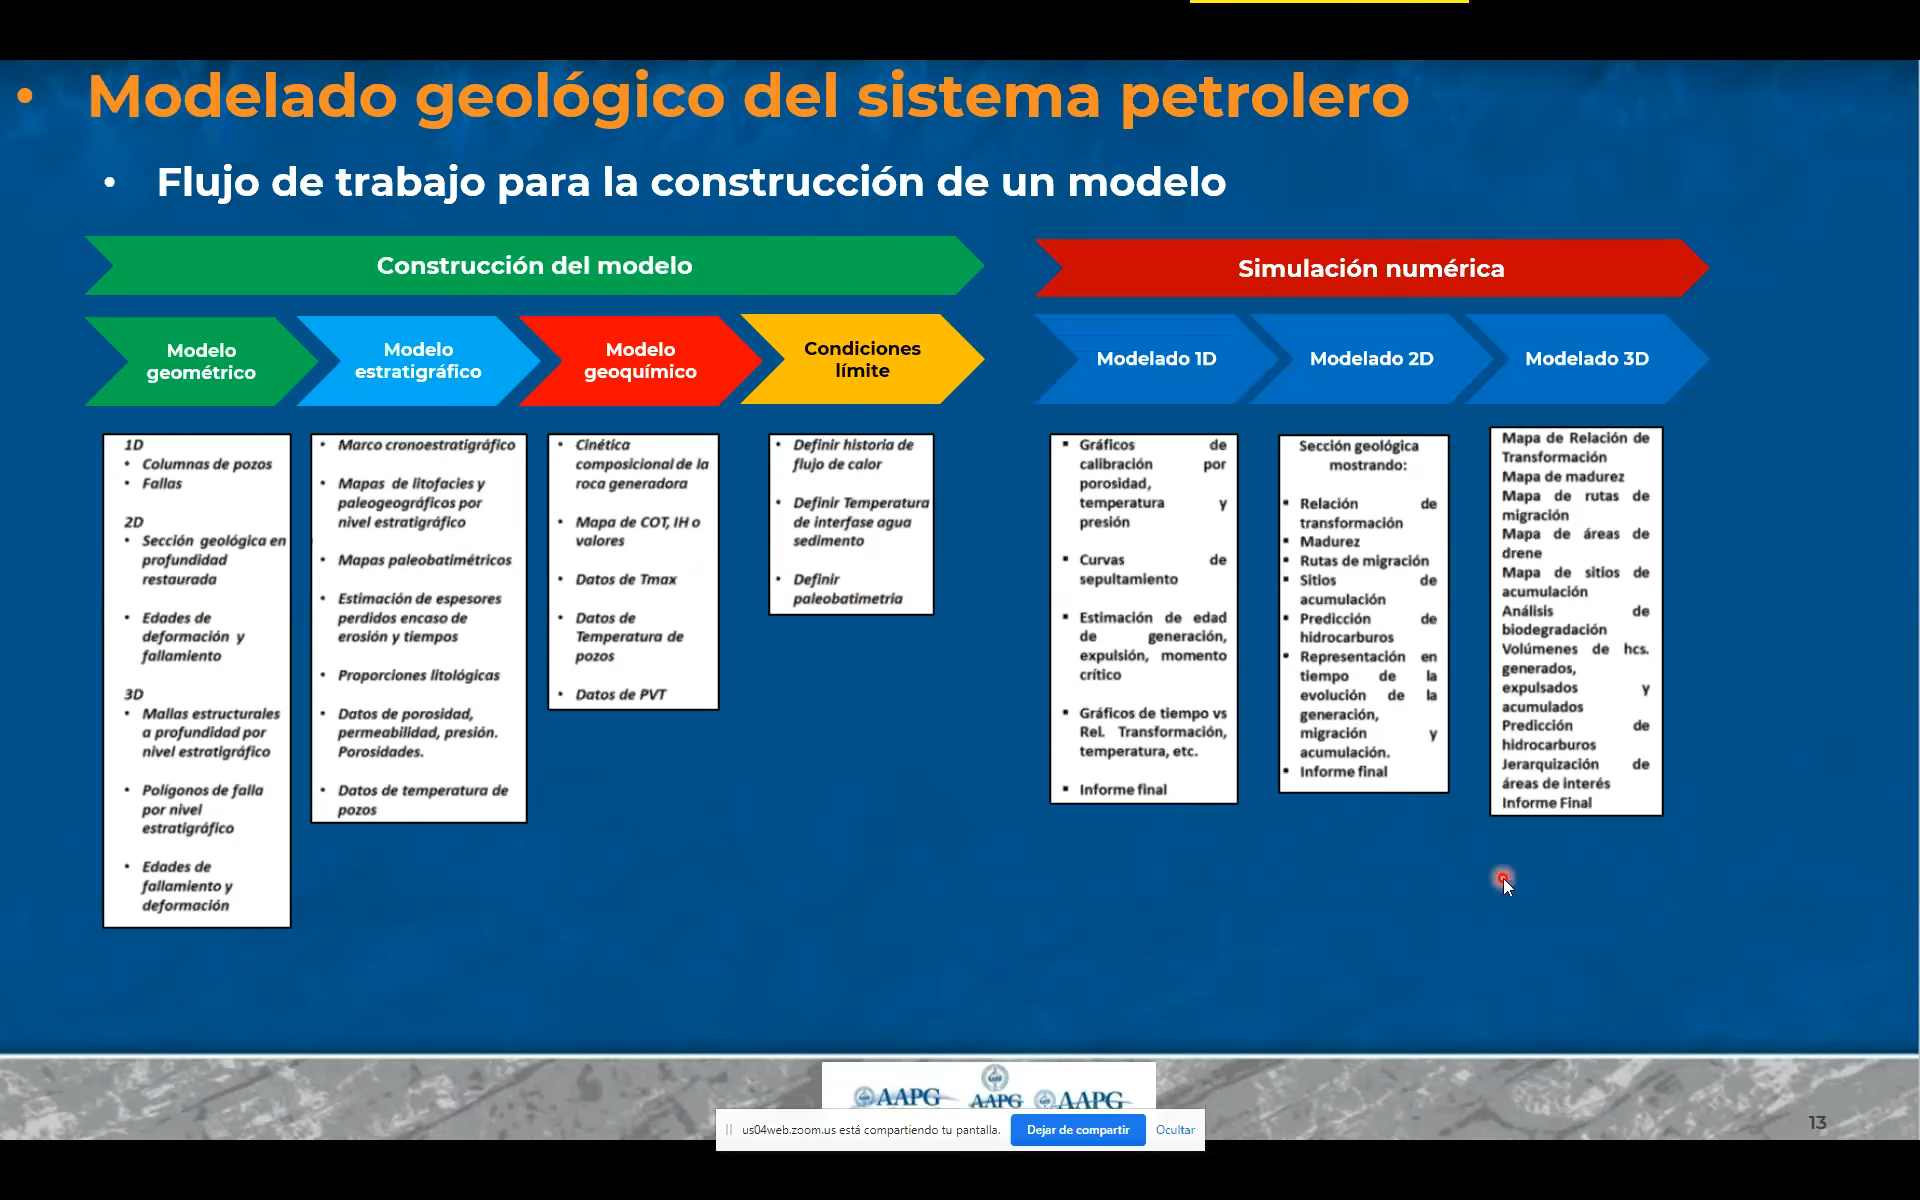 • Modelado geológico del sistema petrolero
• Flujo de trabajo para la construcción de un modelo
Construcción del modelo
Modelo
geométrico
Modelo
estratigráfico
Modelo
geoquímico
Condiciones
límite
1D
• Columnas de pozos
• Fallas
2D
• Sección geológica en
profundidad
restaurada
• Edades de
deformación y
fallamiento
3D
• Mallas estructurales
a profundidad por
nivel estratigráfico
• Polígonos de falla
por nivel
estratigráfico
• Edades de
fallamiento y
deformación
• Marco cronoestratigráfico
• Mapas de litofacies y
paleogeográficos por
nivel estratigráfico
• Mapas paleobatimétricos
• Estimación de espesores
perdidos encaso de
erosión y tiempos
• Proporciones litológicas
• Datos de porosidad,
permeabilidad, presión.
Porosidades.
• Datos de temperatura de
pozos
• Cinética
composicional de la
roca generadora
• Mapa de COT, IH o
valores
• Datos de Tmax
• Datos de
Temperatura de
pozos
• Datos de PVT
• Definir historia de
flujo de calor
• Definir Temperatura
de interfase agua
sedimento
• Definir
paleobatimetria
Simulación numérica
Modelado 1D
Modelado 2D
Modelado 3D
▪ Gráficos de
calibración por
porosidad,
temperatura y
presión
▪ Curvas de
sepultamiento
▪ Estimación de edad
de generación,
expulsión, momento
crítico
▪ Gráficos de tiempo vs
Rel. Transformación,
temperatura, etc.
▪ Informe final
Sección geológica
mostrando:
▪ Relación de
transformación
▪ Madurez
▪ Rutas de migración
▪ Sitios de
acumulación
▪ Predicción de
hidrocarburos
▪ Representación en
tiempo de la
evolución de la
generación,
migración y
acumulación.
▪ Informe final
Mapa de Relación de
Transformación
Mapa de madurez
Mapa de rutas de
migración
Mapa de áreas de
drene
Mapa de sitios de
acumulación
Análisis de
biodegradación
Volúmenes de hcs.
generados,
expulsados y
acumulados
Predicción de
hidrocarburos
Jerarquización de
áreas de interés
Informe Final
AAPG AAPG AAPG
us04web.zoom.us está compartiendo tu pantalla. Dejar de compartir Ocultar
13